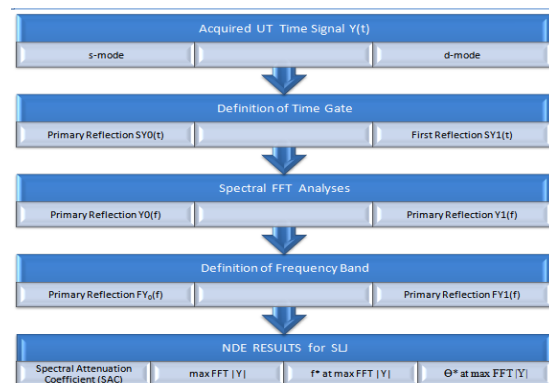 Acquired UT Time Signal Y(t)
s-mode d-mode
Definition of Time Gate
Primary Reflection SY0(t) First Reflection SY1(t)
Spectral FFT Analyses
Primary Reflection Y0(f) Primary Reflection Y1(f)
Definition of Frequency Band
Primary Reflection FY₀(f) Primary Reflection FY1(f)
NDE RESULTS for SLJ
Spectral Attenuation Coefficient (SAC) max FFT |Y| f* at max FFT |Y| Θ* at max FFT |Y|